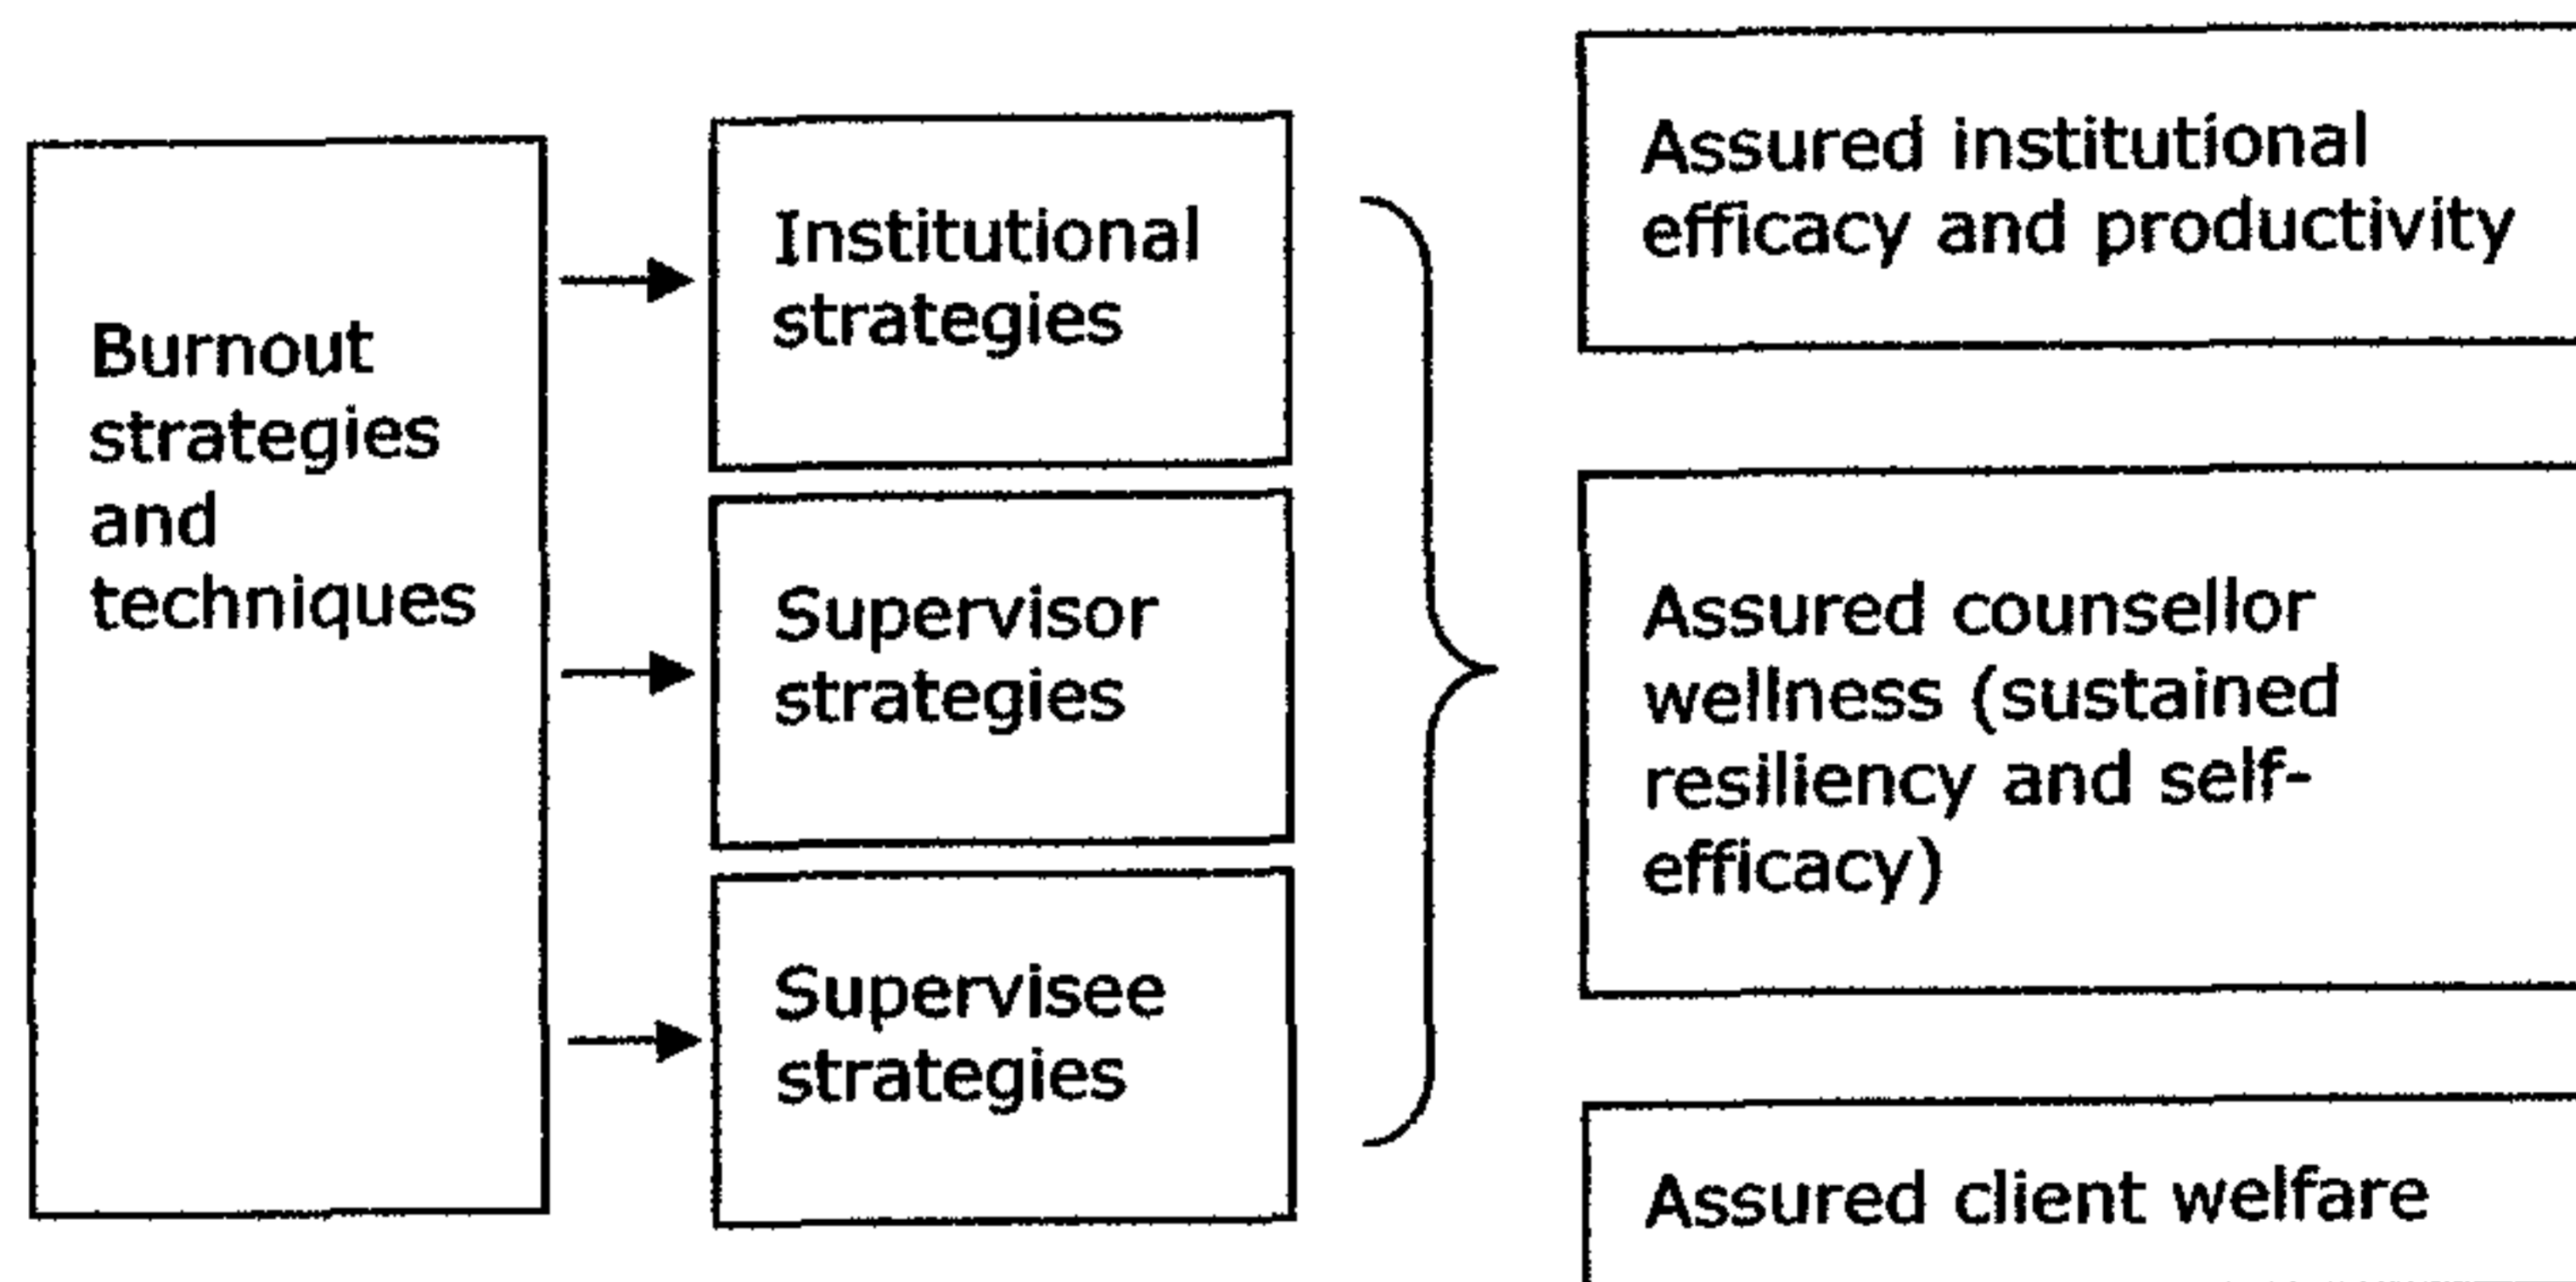 Burnout
strategies
and
techniques
Institutional
strategies
Supervisor
strategies
Supervisee
strategies
Assured institutional
efficacy and productivity
Assured counsellor
wellness (sustained
resiliency and self-
efficacy)
Assured client welfare